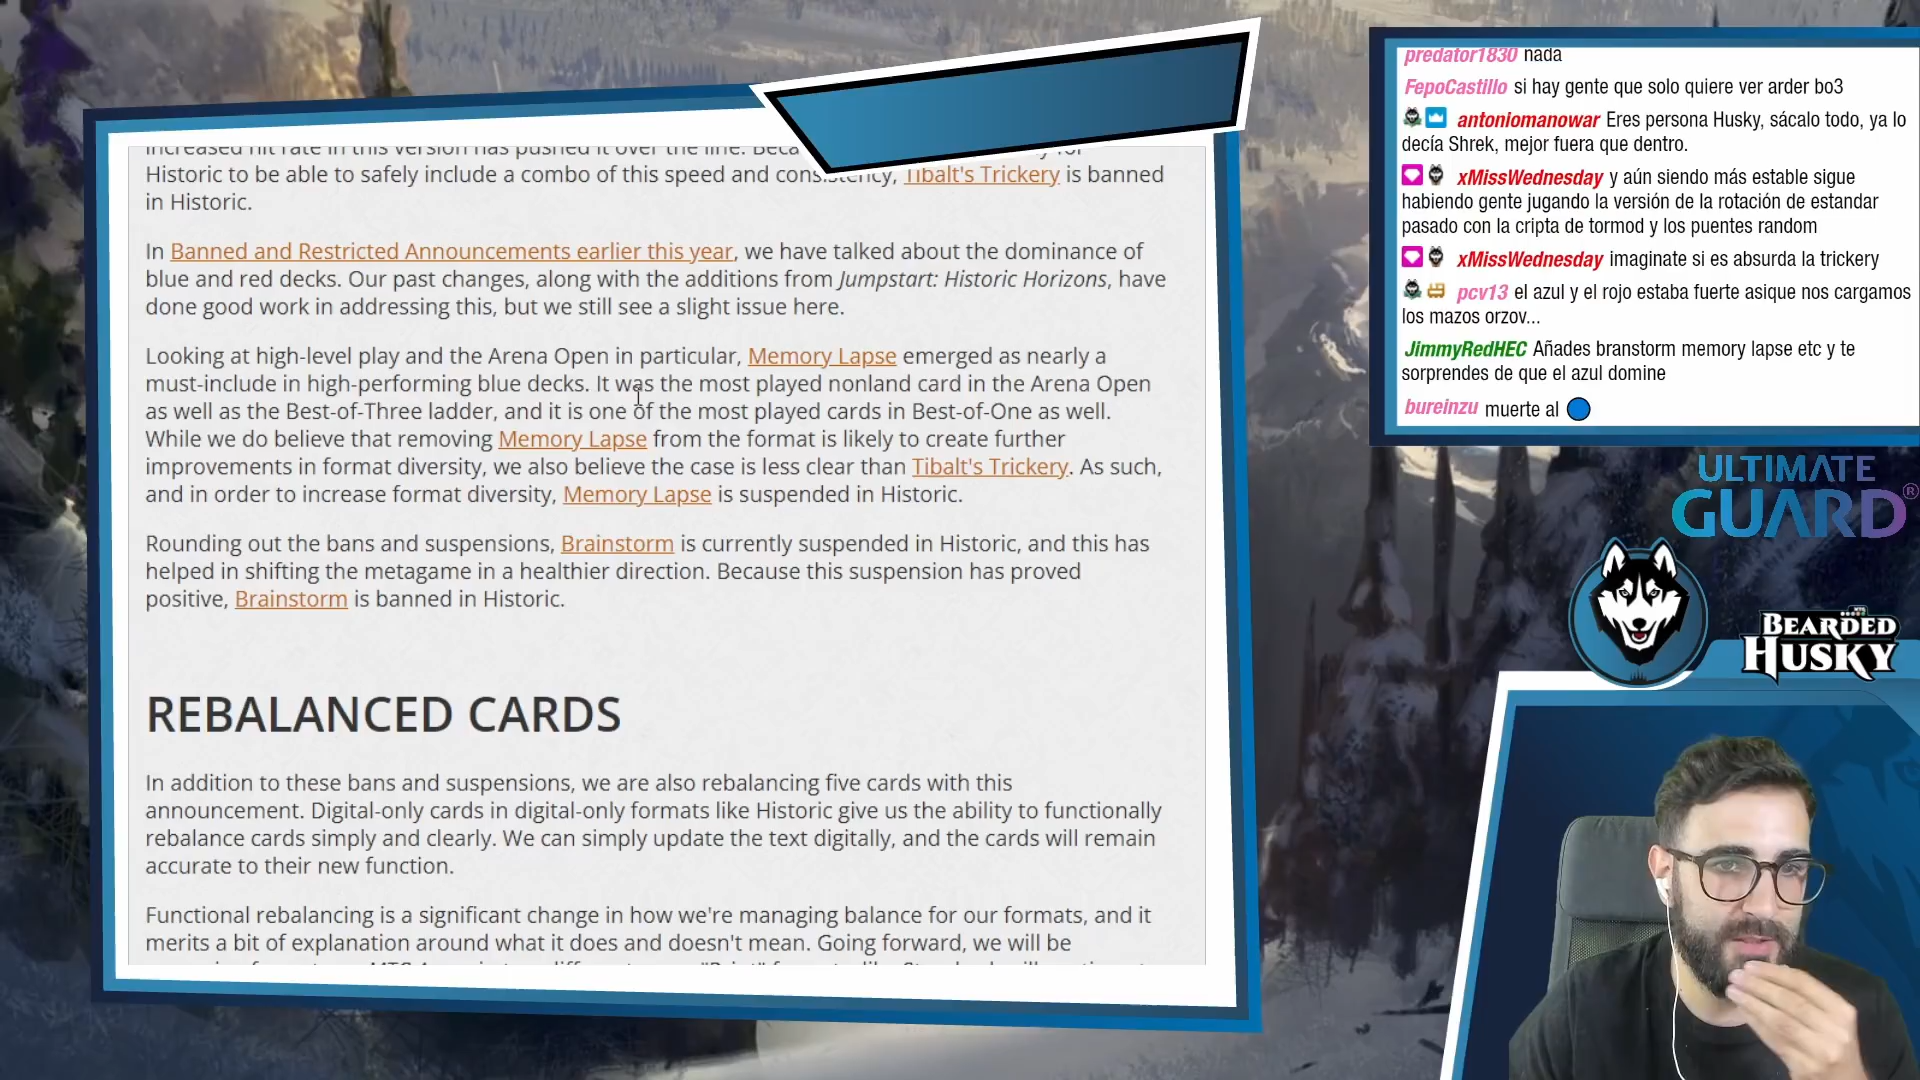 increased hit rate in this version has pushed it over the line. Beca
Historic to be able to safely include a combo of this speed and consistency, Tibalt's Trickery is banned
in Historic.
In Banned and Restricted Announcements earlier this year, we have talked about the dominance of
blue and red decks. Our past changes, along with the additions from Jumpstart: Historic Horizons, have
done good work in addressing this, but we still see a slight issue here.
Looking at high-level play and the Arena Open in particular, Memory Lapse emerged as nearly a
must-include in high-performing blue decks. It was the most played nonland card in the Arena Open
as well as the Best-of-Three ladder, and it is one of the most played cards in Best-of-One as well.
While we do believe that removing Memory Lapse from the format is likely to create further
improvements in format diversity, we also believe the case is less clear than Tibalt's Trickery. As such,
and in order to increase format diversity, Memory Lapse is suspended in Historic.
Rounding out the bans and suspensions, Brainstorm is currently suspended in Historic, and this has
helped in shifting the metagame in a healthier direction. Because this suspension has proved
positive, Brainstorm is banned in Historic.
REBALANCED CARDS
In addition to these bans and suspensions, we are also rebalancing five cards with this
announcement. Digital-only cards in digital-only formats like Historic give us the ability to functionally
rebalance cards simply and clearly. We can simply update the text digitally, and the cards will remain
accurate to their new function.
Functional rebalancing is a significant change in how we're managing balance for our formats, and it
merits a bit of explanation around what it does and doesn't mean. Going forward, we will be
predator1830 nada
FepoCastillo si hay gente que solo quiere ver arder bo3
antoniomanowar Eres persona Husky, sácalo todo, ya lo
decía Shrek, mejor fuera que dentro.
xMissWednesday y aún siendo más estable sigue
habiendo gente jugando la versión de la rotación de estandar
pasado con la cripta de tormod y los puentes random
xMissWednesday imaginate si es absurda la trickery
pcv13 el azul y el rojo estaba fuerte asique nos cargamos
los mazos orzov...
JimmyRedHEC Añades branstorm memory lapse etc y te
sorprendes de que el azul domine
bureinzu muerte al
ULTIMATE
GUARD®
BEARDED
HUSKY